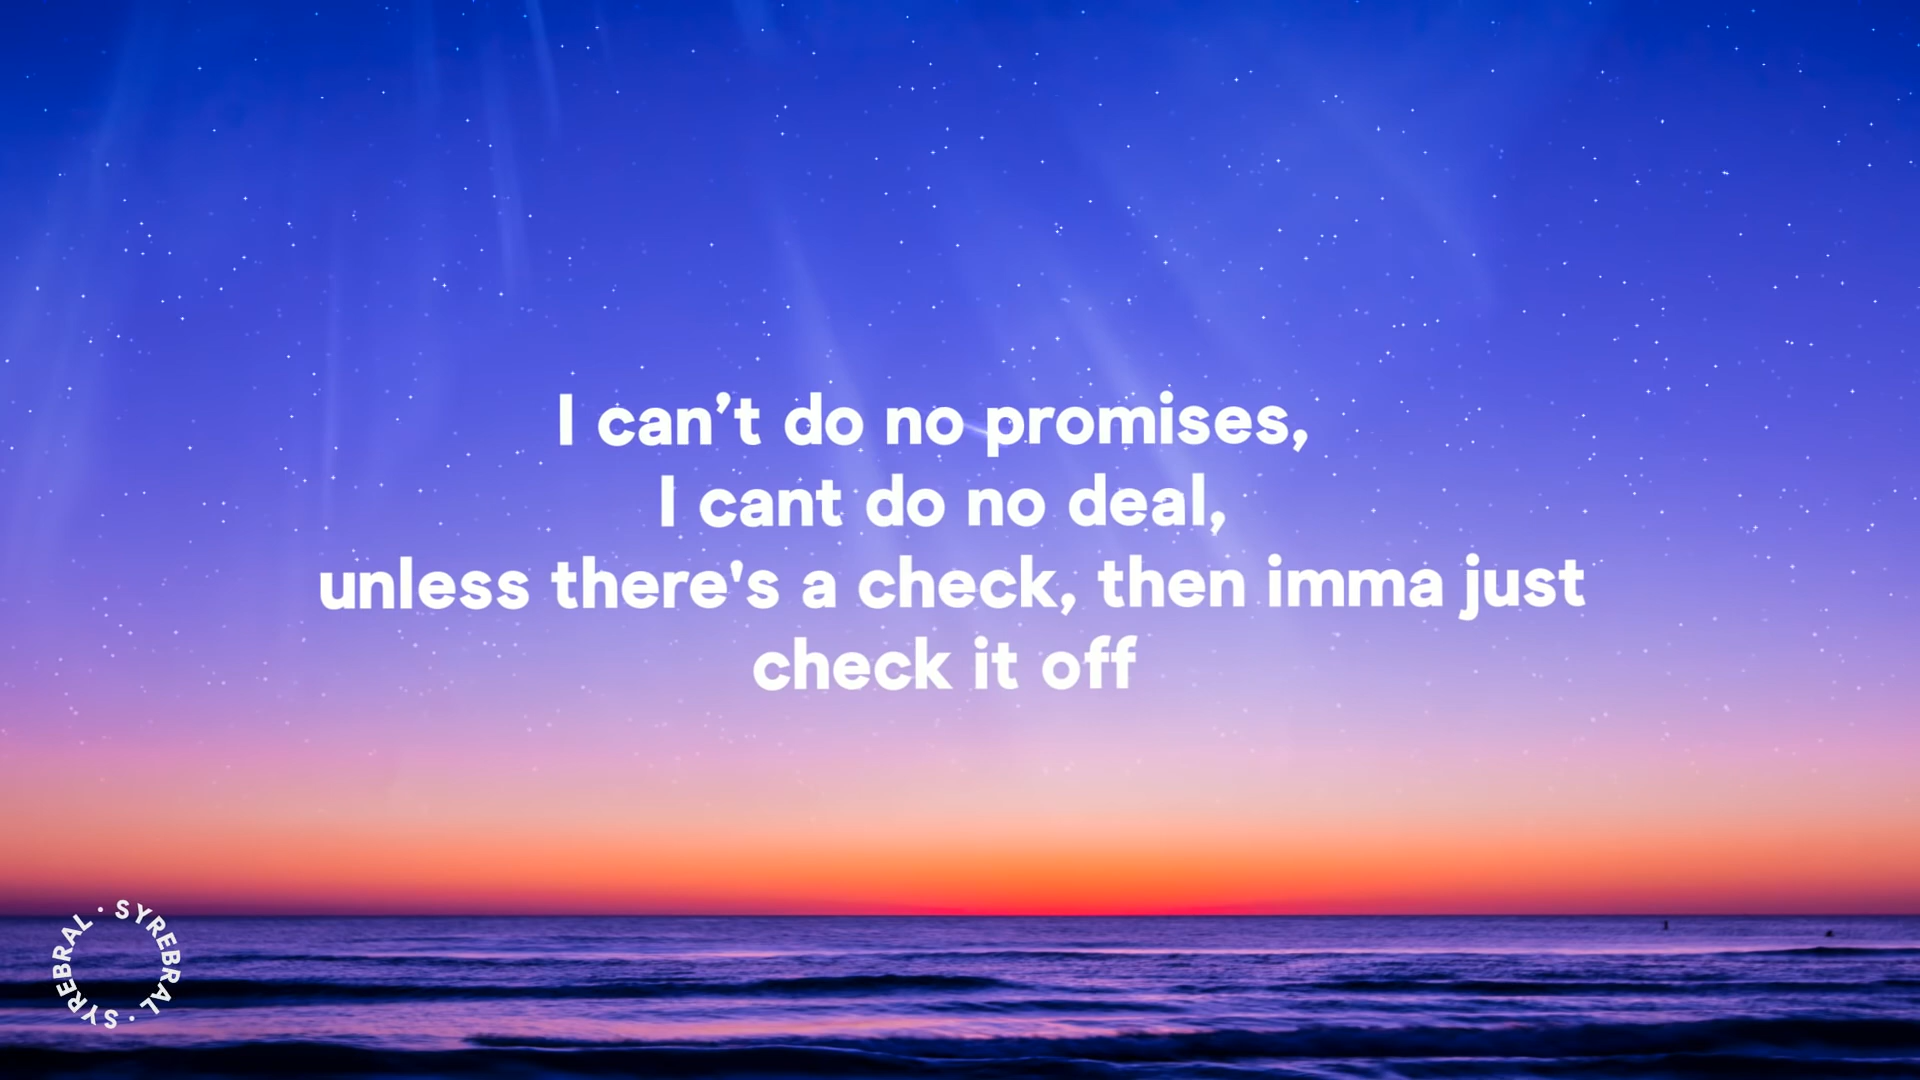 I can’t do no promises,
I cant do no deal,
unless there's a check, then imma just
check it off
SYREBRAL · SYREBRAL ·